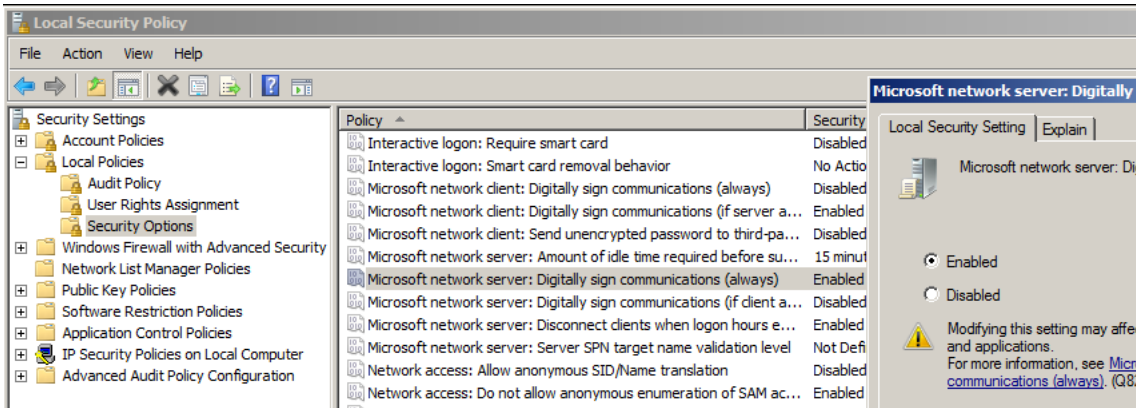 Local Security Policy
File Action View Help
Security Settings
Account Policies
Local Policies
Audit Policy
User Rights Assignment
Security Options
Windows Firewall with Advanced Security
Network List Manager Policies
Public Key Policies
Software Restriction Policies
Application Control Policies
IP Security Policies on Local Computer
Advanced Audit Policy Configuration
Policy Security
Interactive logon: Require smart card Disabled
Interactive logon: Smart card removal behavior No Actio
Microsoft network client: Digitally sign communications (always) Disabled
Microsoft network client: Digitally sign communications (if server a... Enabled
Microsoft network client: Send unencrypted password to third-pa... Disabled
Microsoft network server: Amount of idle time required before su... 15 minut
Microsoft network server: Digitally sign communications (always) Enabled
Microsoft network server: Digitally sign communications (if client a... Disabled
Microsoft network server: Disconnect clients when logon hours e... Enabled
Microsoft network server: Server SPN target name validation level Not Defi
Network access: Allow anonymous SID/Name translation Disabled
Network access: Do not allow anonymous enumeration of SAM ac... Enabled
Microsoft network server: Digitally
Local Security Setting Explain
Microsoft network server: Di
Enabled
Disabled
Modifying this setting may affe
and applications.
For more information, see Micr
communications (always). (Q8